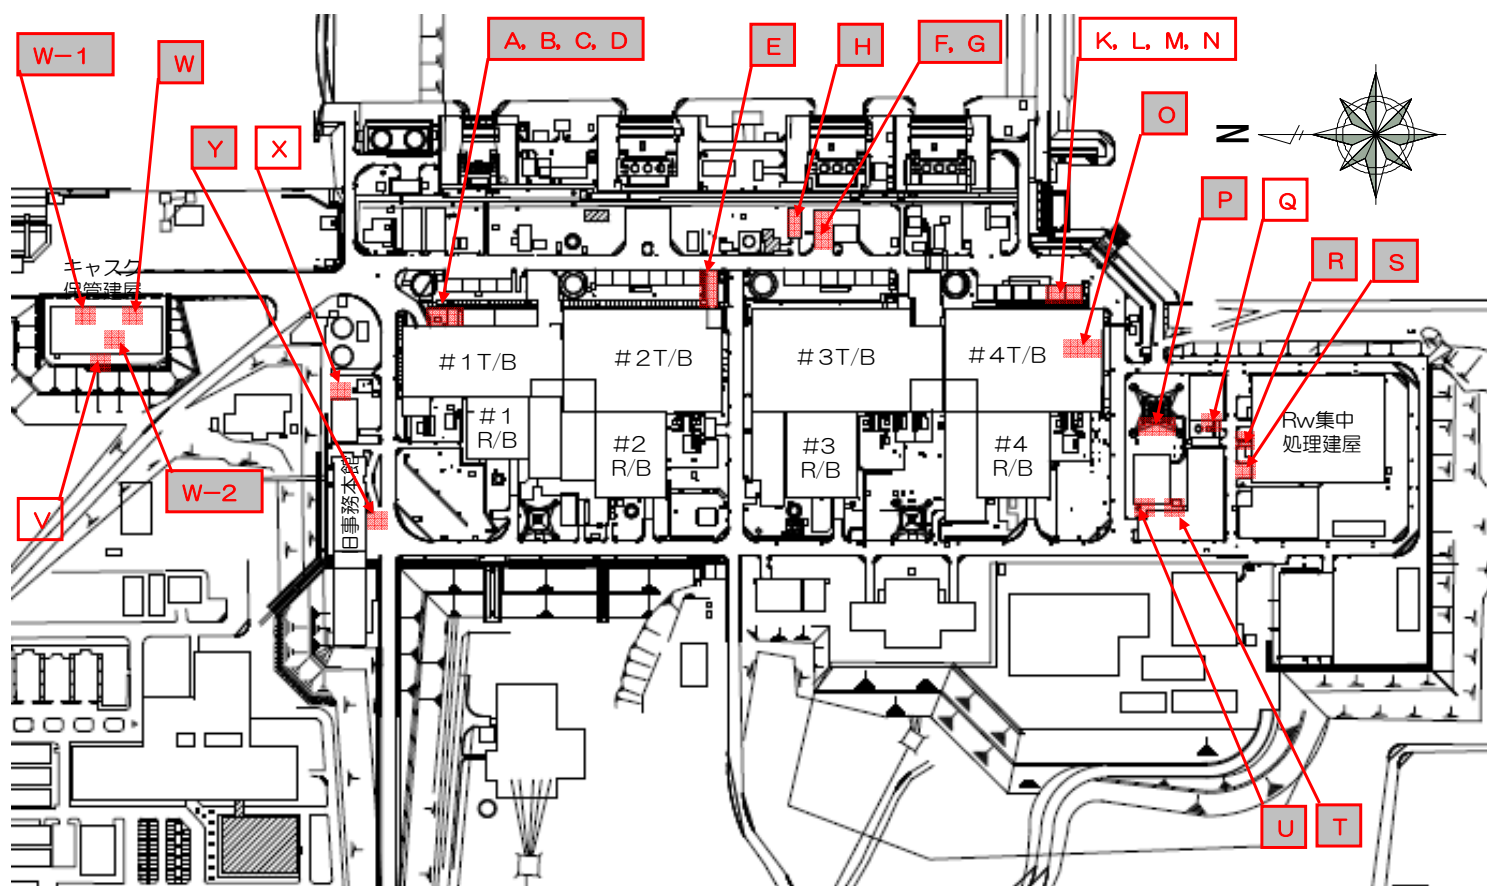 W-1
W
A, B, C, D
E
H
F, G
K, L, M, N
O
N
Y
X
P
Q
R
S
キャスク
保管建屋
#1T/B
#2T/B
#3T/B
#4T/B
#1
R/B
#2
R/B
#3
R/B
#4
R/B
Rw集中
処理建屋
旧事務本館
W-2
V
U
T